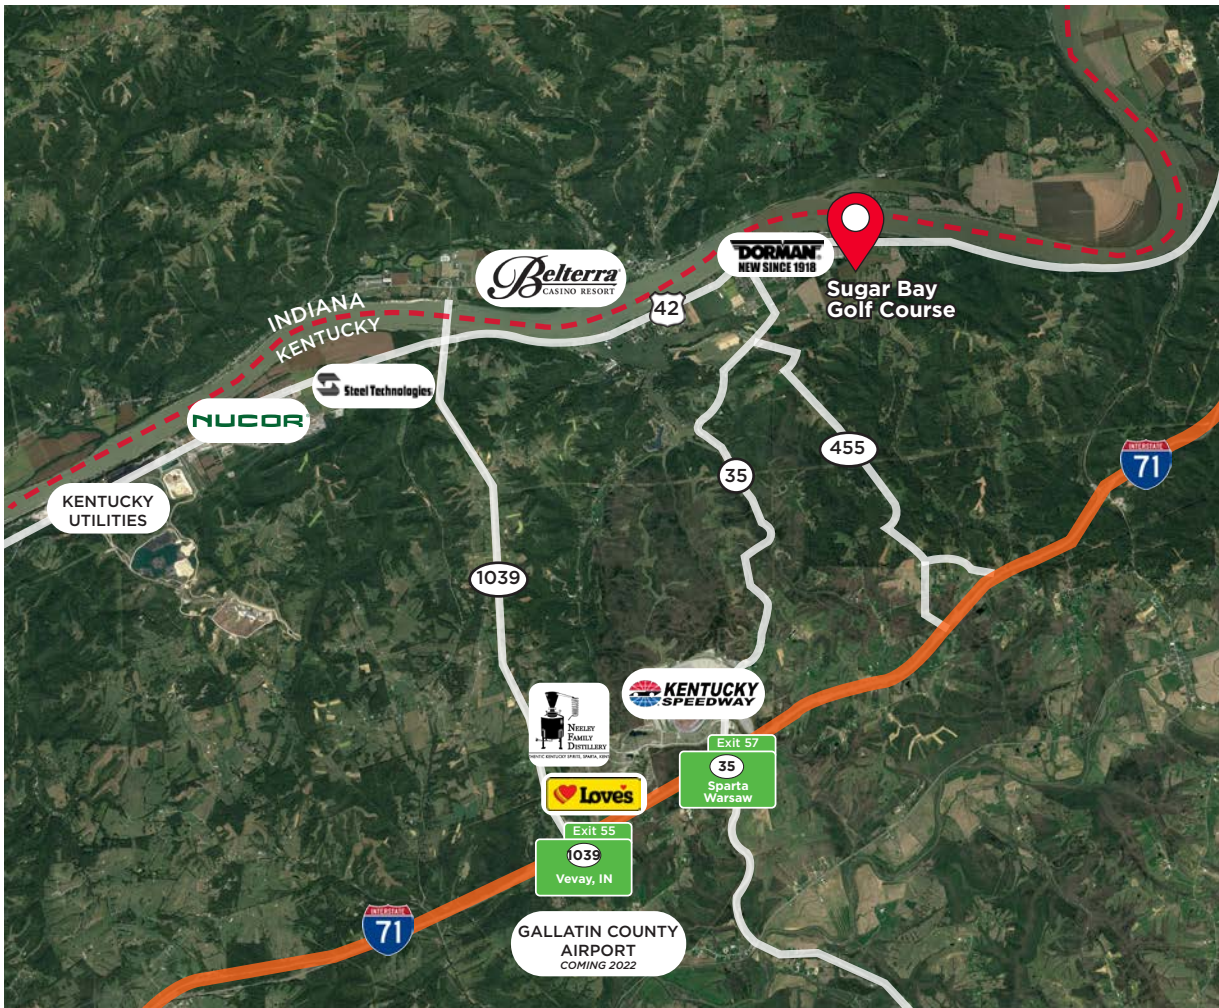 Belterra
CASINO RESORT
DORMAN
NEW SINCE 1918
Sugar Bay
Golf Course
42
INDIANA
KENTUCKY
Steel Technologies
NUCOR
455
INTERSTATE
71
35
KENTUCKY
UTILITIES
1039
KENTUCKY
SPEEDWAY
NEELEY
FAMILY
DISTILLERY
Exit 57
35
Sparta
Warsaw
Love's
Exit 55
1039
Vevay, IN
INTERSTATE
71
GALLATIN COUNTY
AIRPORT
COMING 2022